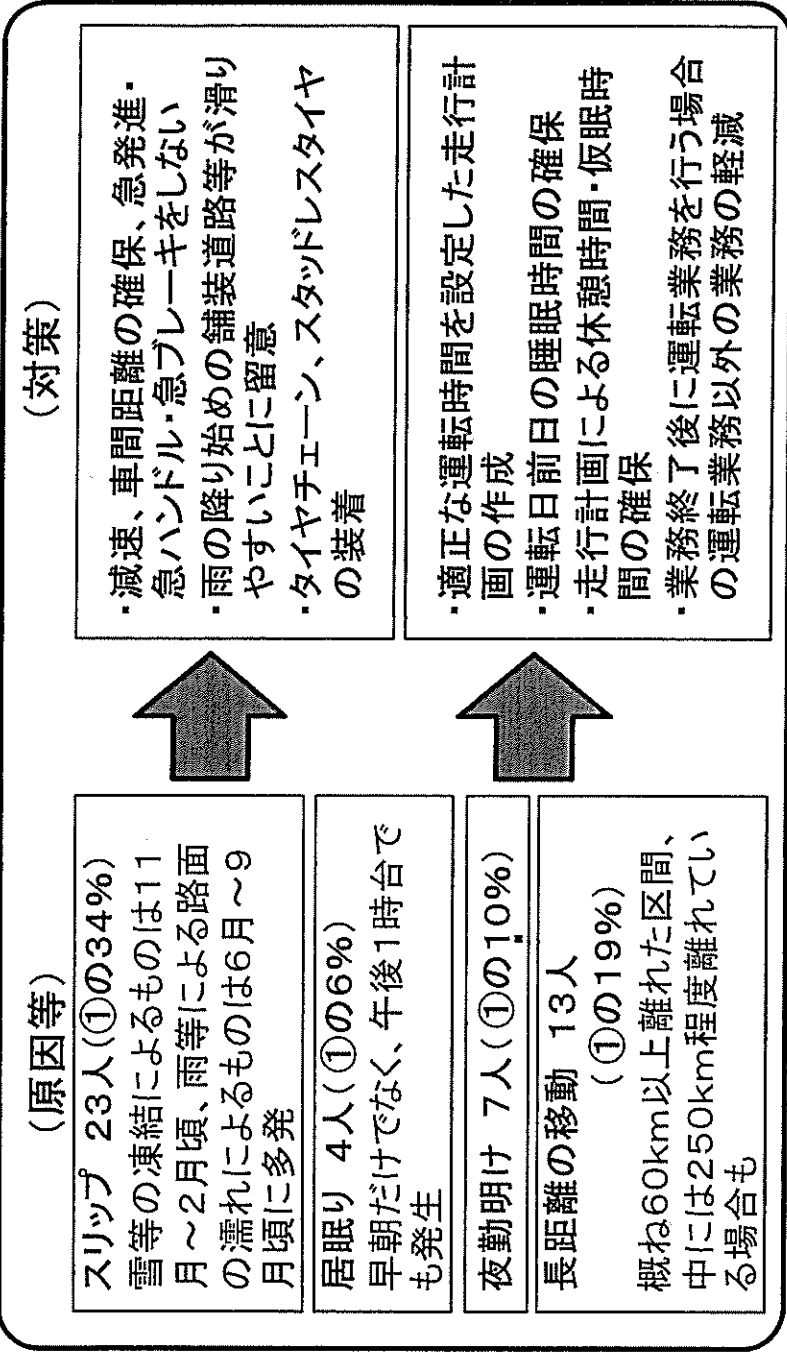 (原因等)
スリップ 23人(①の34%)
雪等の凍結によるものは11
月～2月頃、雨等による路面
の濡れによるものは6月～9
月頃に多発
居眠り 4人(①の6%)
早朝だけでなく、午後1時台で
も発生
夜勤明け 7人(①の10%)
長距離の移動 13人
(①の19%)
概ね60km以上離れた区間、
中には250km程度離れてい
る場合も
(対策)
・減速、車間距離の確保、急発進・
急ハンドル・急ブレーキをしない
・雨の降り始めの舗装道路等が滑り
やすいことに留意
・タイヤチェーン、スタッドレスタイヤ
の装着
・適正な運転時間を設定した走行計
画の作成
・運転日前日の睡眠時間の確保
・走行計画による休憩時間・仮眠時
間の確保
・業務終了後に運転業務を行う場合
の運転業務以外の業務の軽減